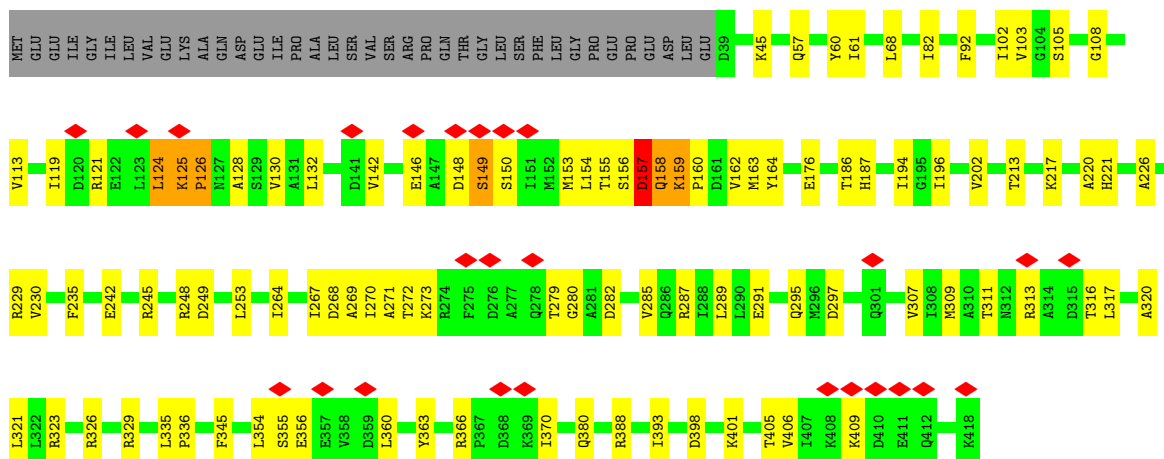 MET GLU GLU ILE GLY ILE LEU VAL GLU LYS ALA GLN ASP GLU ILE PRO ALA LEU SER VAL SER ARG PRO GLN THR GLY LEU SER PHE LEU GLY PRO GLU PRO GLU ASP LEU GLU D39 K45 Q57 Y60 I61 L68 I82 F92 I102 V103 G104 S105 G108
V113 I119 D120 R121 E122 L123 L124 K125 P126 N127 A128 S129 V130 A131 L132 D141 V142 E146 A147 D148 S149 S150 I151 M152 M153 L154 T155 S156 D157 Q158 K159 P160 D161 V162 M163 Y164 E176 T186 H187 I194 G195 I196 V202 T213 K217 A220 H221 A226
R229 V230 F235 E242 R245 R248 D249 L253 I264 I267 D268 A269 I270 A271 T272 K273 R274 F275 D276 A277 Q278 T279 G280 A281 D282 V285 Q286 R287 I288 L289 L290 E291 Q295 M296 D297 Q301 V307 I308 M309 A310 T311 N312 R313 A314 D315 T316 L317 A320
L321 L322 R323 R326 R329 L335 P336 F345 L354 S355 E356 E357 V358 D359 L360 Y363 R366 P367 D368 K369 I370 Q380 R388 I393 D398 K401 T405 V406 I407 K408 K409 D410 E411 Q412 K418